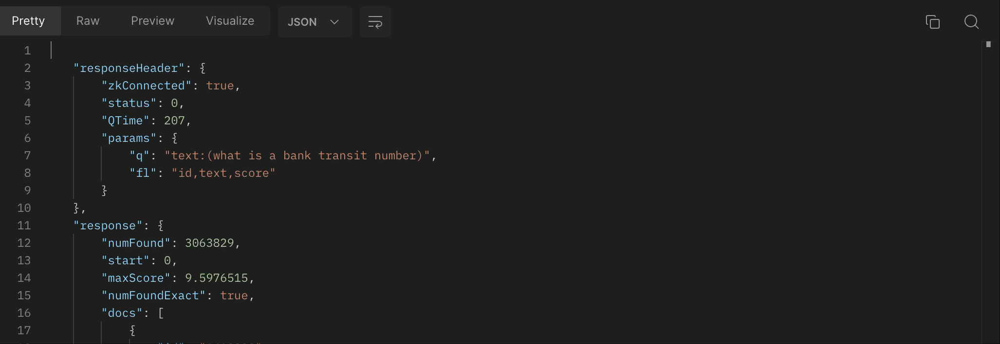 Pretty Raw Preview Visualize JSON
1
2 "responseHeader": {
3 "zkConnected": true,
4 "status": 0,
5 "QTime": 207,
6 "params": {
7 "q": "text:(what is a bank transit number)",
8 "fl": "id,text,score"
9 }
10 },
11 "response": {
12 "numFound": 3063829,
13 "start": 0,
14 "maxScore": 9.5976515,
15 "numFoundExact": true,
16 "docs": [
17 {